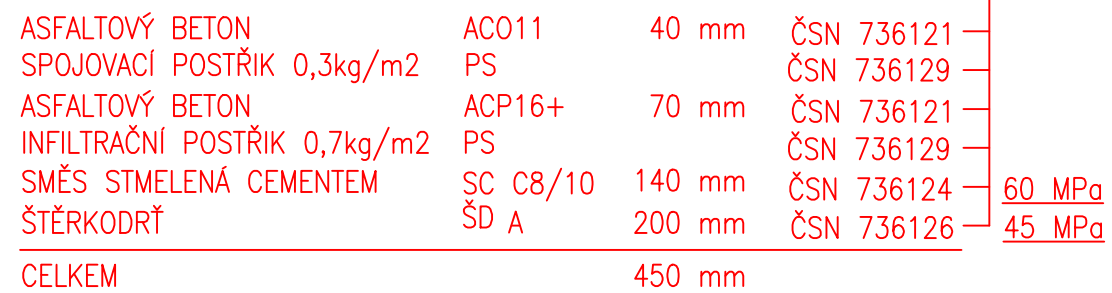 ASFALTOVÝ BETON ACO11 40 mm ČSN 736121
SPOJOVACÍ POSTŘIK 0,3kg/m2 PS ČSN 736129
ASFALTOVÝ BETON ACP16+ 70 mm ČSN 736121
INFILTRAČNÍ POSTŘIK 0,7kg/m2 PS ČSN 736129
SMĚS STMELENÁ CEMENTEM SC C8/10 140 mm ČSN 736124 60 MPa
ŠTĚRKODRŤ ŠD A 200 mm ČSN 736126 45 MPa
CELKEM 450 mm